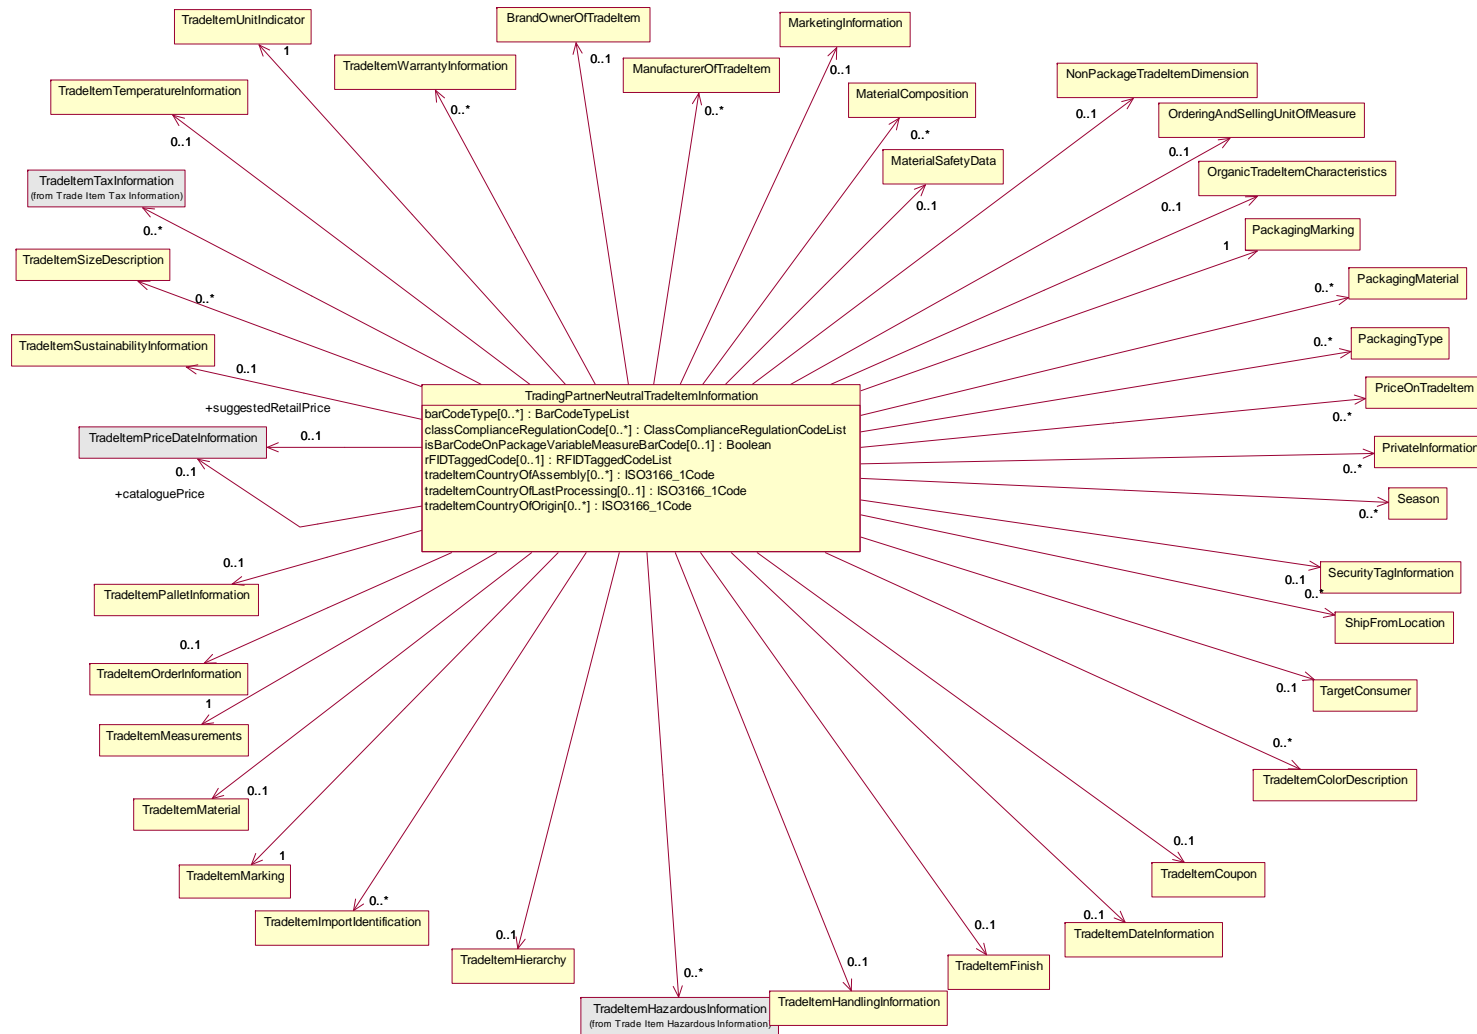 TradeItemUnitIndicator
1
BrandOwnerOfTradeItem
0..1
MarketingInformation
0..1
TradeItemWarrantyInformation
0..*
ManufacturerOfTradeItem
0..*
NonPackageTradeItemDimension
0..1
TradeItemTemperatureInformation
0..1
MaterialComposition
0..*
OrderingAndSellingUnitOfMeasure
0..1
MaterialSafetyData
0..1
OrganicTradeItemCharacteristics
0..1
TradeItemTaxInformation
(from Trade Item Tax Information)
0..*
PackagingMarking
1
TradeItemSizeDescription
0..*
PackagingMaterial
0..*
TradeItemSustainabilityInformation
0..1
PackagingType
0..*
PriceOnTradeItem
0..*
+suggestedRetailPrice
TradeItemPriceDateInformation
0..1
0..1
+cataloguePrice
TradingPartnerNeutralTradeItemInformation
barCodeType[0..*] : BarCodeTypeList
classComplianceRegulationCode[0..*] : ClassComplianceRegulationCodeList
isBarCodeOnPackageVariableMeasureBarCode[0..1] : Boolean
rFIDTaggedCode[0..1] : RFIDTaggedCodeList
tradeItemCountryOfAssembly[0..*] : ISO3166_1Code
tradeItemCountryOfLastProcessing[0..1] : ISO3166_1Code
tradeItemCountryOfOrigin[0..*] : ISO3166_1Code
PrivateInformation
0..*
Season
0..*
SecurityTagInformation
0..1
0..*
ShipFromLocation
0..1
TradeItemPalletInformation
0..1
TradeItemOrderInformation
0..1
TargetConsumer
1
TradeItemMeasurements
0..*
TradeItemColorDescription
0..1
TradeItemMaterial
1
TradeItemMarking
0..1
TradeItemCoupon
0..*
TradeItemImportIdentification
0..1
TradeItemDateInformation
0..1
TradeItemHierarchy
0..1
TradeItemFinish
0..*
TradeItemHazardousInformation
(from Trade Item Hazardous Information)
0..1
TradeItemHandlingInformation